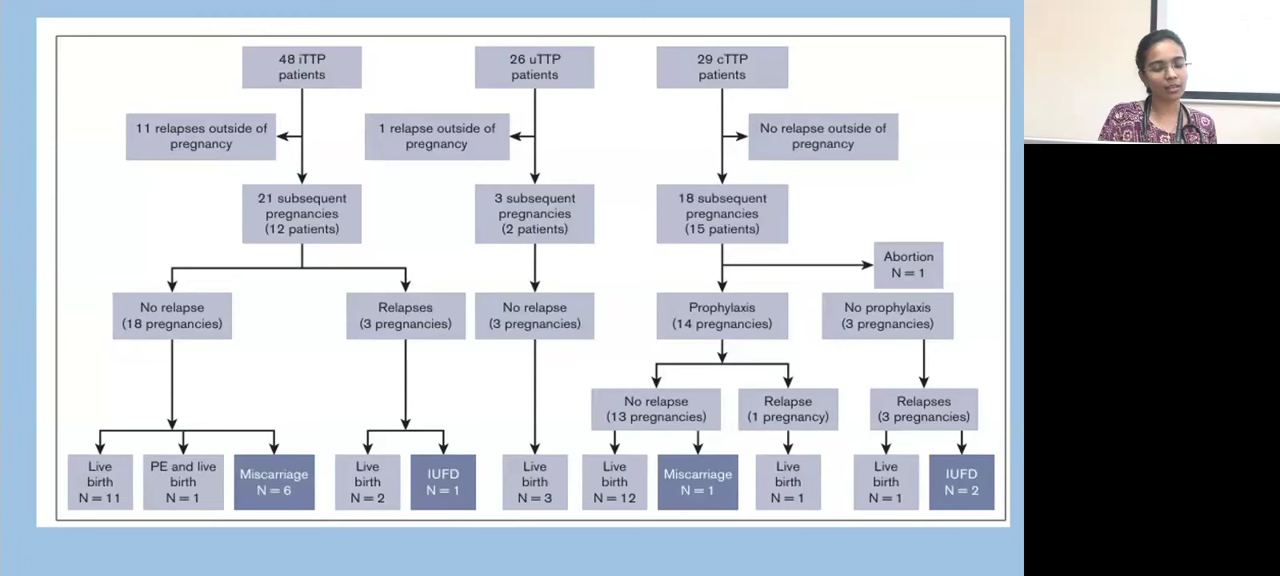 48 iTTP
patients
26 uTTP
patients
29 cTTP
patients
11 relapses outside of
pregnancy
1 relapse outside of
pregnancy
No relapse outside of
pregnancy
21 subsequent
pregnancies
(12 patients)
3 subsequent
pregnancies
(2 patients)
18 subsequent
pregnancies
(15 patients)
Abortion
N = 1
No relapse
(18 pregnancies)
Relapses
(3 pregnancies)
No relapse
(3 pregnancies)
Prophylaxis
(14 pregnancies)
No prophylaxis
(3 pregnancies)
No relapse
(13 pregnancies)
Relapse
(1 pregnancy)
Relapses
(3 pregnancies)
Live
birth
N = 11
PE and live
birth
N = 1
Miscarriage
N = 6
Live
birth
N = 2
IUFD
N = 1
Live
birth
N = 3
Live
birth
N = 12
Miscarriage
N = 1
Live
birth
N = 1
Live
birth
N = 1
IUFD
N = 2